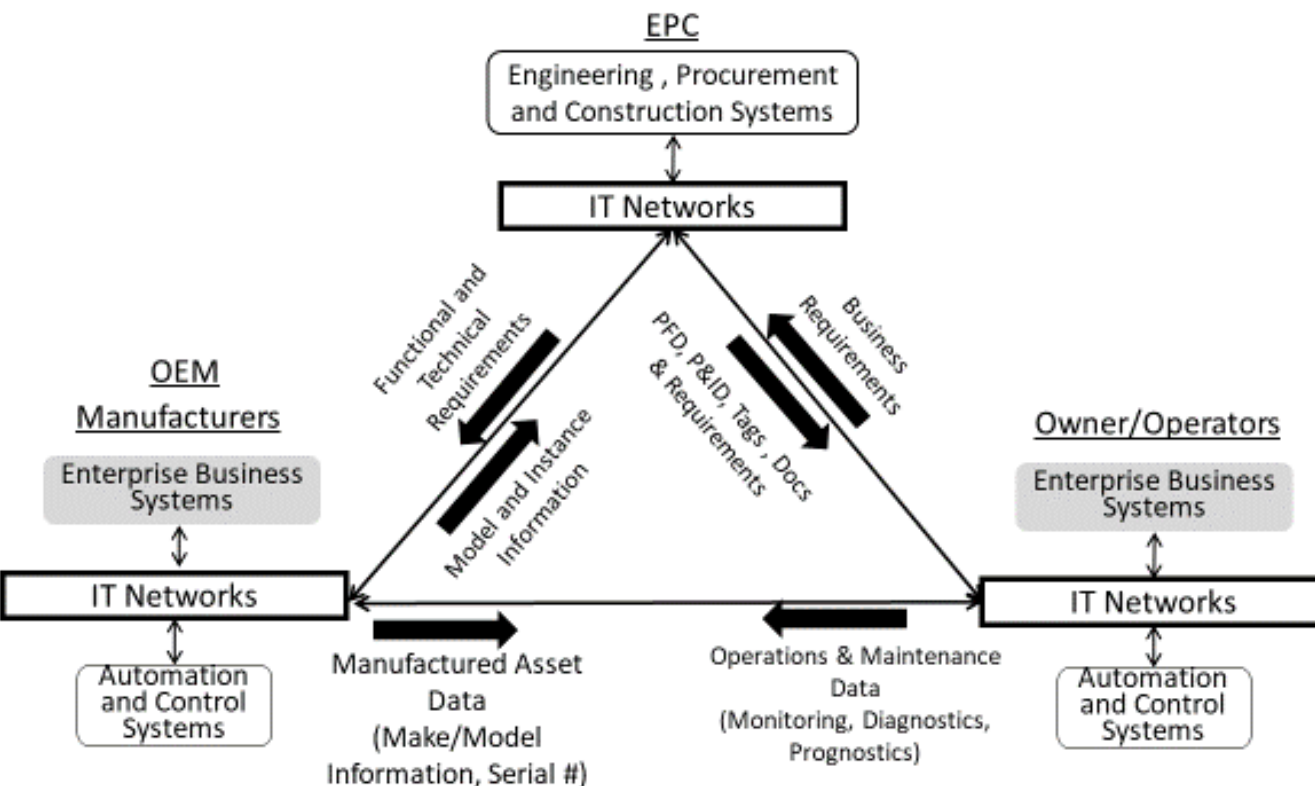 EPC
Engineering , Procurement
and Construction Systems
IT Networks
Functional and
Technical
Requirements
Model and Instance
Information
Business
Requirements
PFD, P&ID, Tags , Docs
& Requirements
OEM
Manufacturers
Enterprise Business
Systems
IT Networks
Automation
and Control
Systems
Owner/Operators
Enterprise Business
Systems
IT Networks
Automation
and Control
Systems
Manufactured Asset
Data
(Make/Model
Information, Serial #)
Operations & Maintenance
Data
(Monitoring, Diagnostics,
Prognostics)